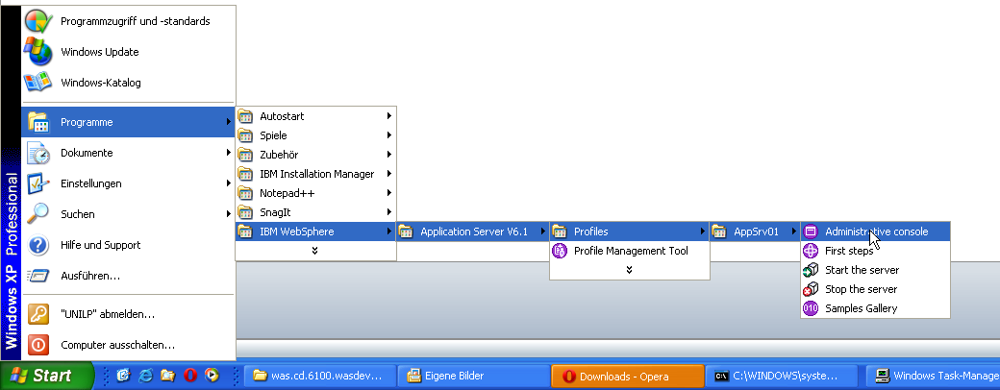 Programmzugriff und -standards
Windows Update
Windows-Katalog
Programme
Dokumente
Einstellungen
Suchen
Hilfe und Support
Ausführen...
"UNILP" abmelden...
Computer ausschalten...
Windows XP Professional
Autostart
Spiele
Zubehör
IBM Installation Manager
Notepad++
SnagIt
IBM WebSphere
Application Server V6.1
Profiles
Profile Management Tool
AppSrv01
Administrative console
First steps
Start the server
Stop the server
010 Samples Gallery
Start
was.cd.6100.wasdev...
Eigene Bilder
Downloads - Opera
C:\WINDOWS\syste...
Windows Task-Manage